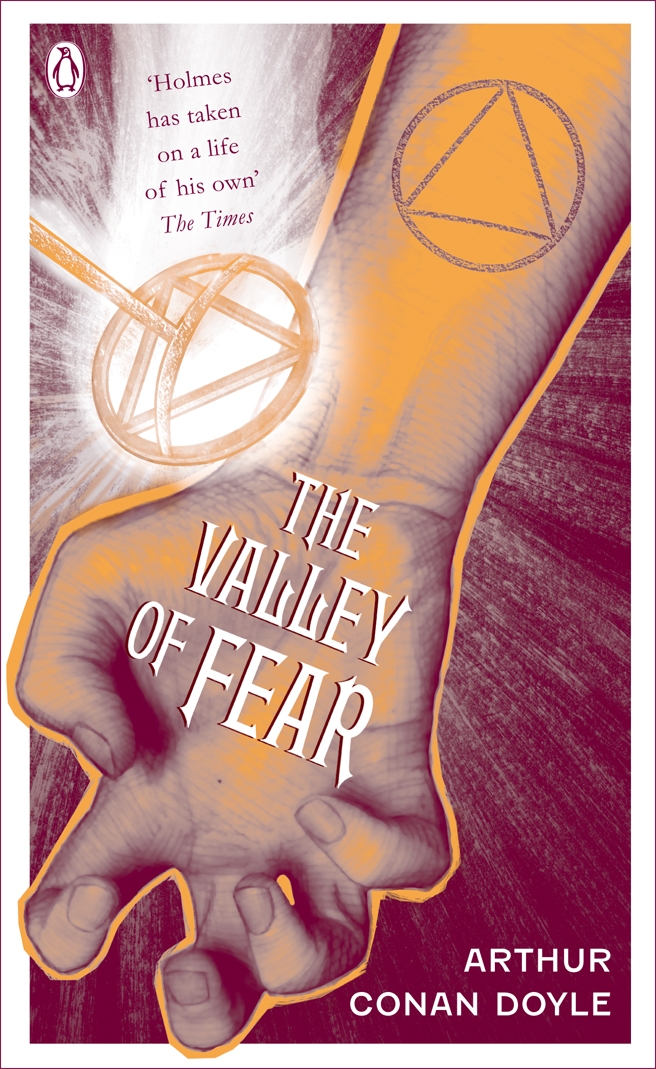 ‘Holmes
has taken
on a life
of his own’
The Times
THE
VALLEY
OF FEAR
ARTHUR
CONAN DOYLE